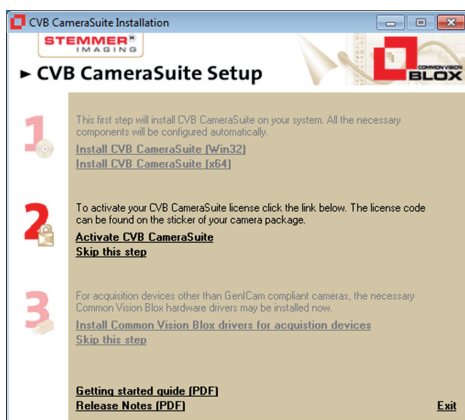 CVB CameraSuite Installation
STEMMER®
IMAGING
► CVB CameraSuite Setup
COMMON VISION
BLOX
1
This first step will install CVB CameraSuite on your system. All the necessary
components will be configured automatically.
Install CVB CameraSuite (Win32)
Install CVB CameraSuite (x64)
2
To activate your CVB CameraSuite license click the link below. The license code
can be found on the sticker of your camera package.
Activate CVB CameraSuite
Skip this step
3
For acquisition devices other than GenICam compliant cameras, the necessary
Common Vision Blox hardware drivers may be installed now.
Install Common Vision Blox drivers for acquistion devices
Skip this step
Getting started guide (PDF)
Release Notes (PDF)
Exit